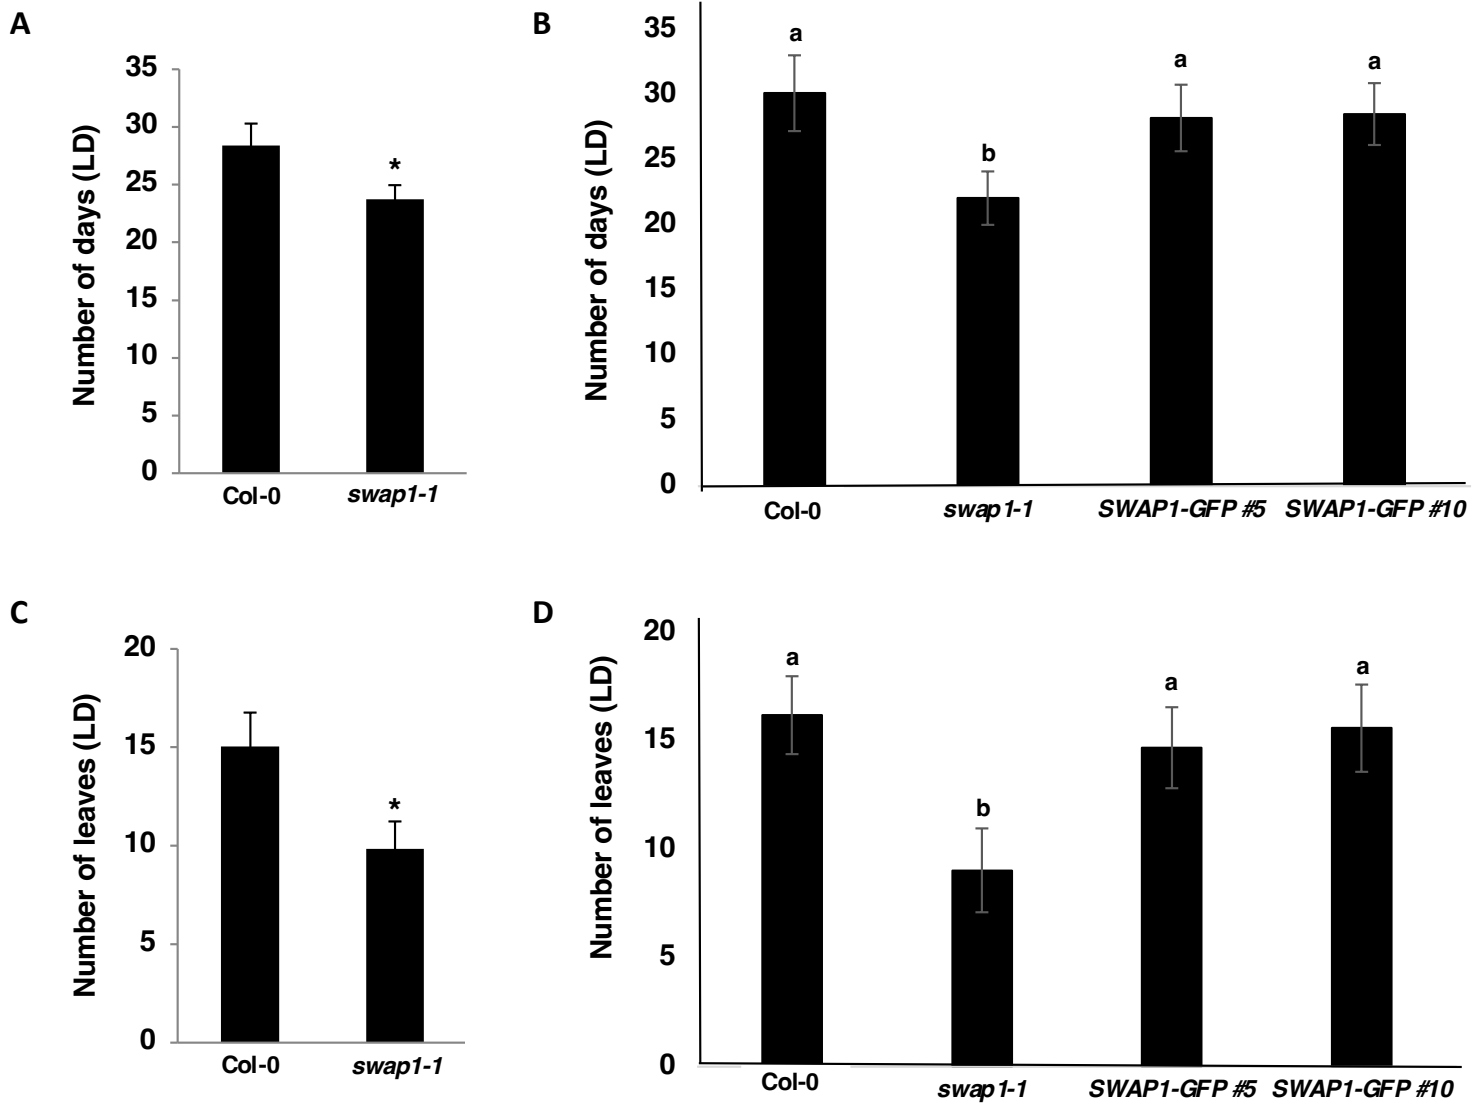 A
Number of days (LD)
35
30
25
20
15
10
5
0
*
Col-0
swap1-1
B
Number of days (LD)
35
30
25
20
15
10
5
0
a
b
a
a
Col-0
swap1-1
SWAP1-GFP #5
SWAP1-GFP #10
C
Number of leaves (LD)
20
15
10
5
0
*
Col-0
swap1-1
D
Number of leaves (LD)
20
15
10
5
0
a
b
a
a
Col-0
swap1-1
SWAP1-GFP #5
SWAP1-GFP #10